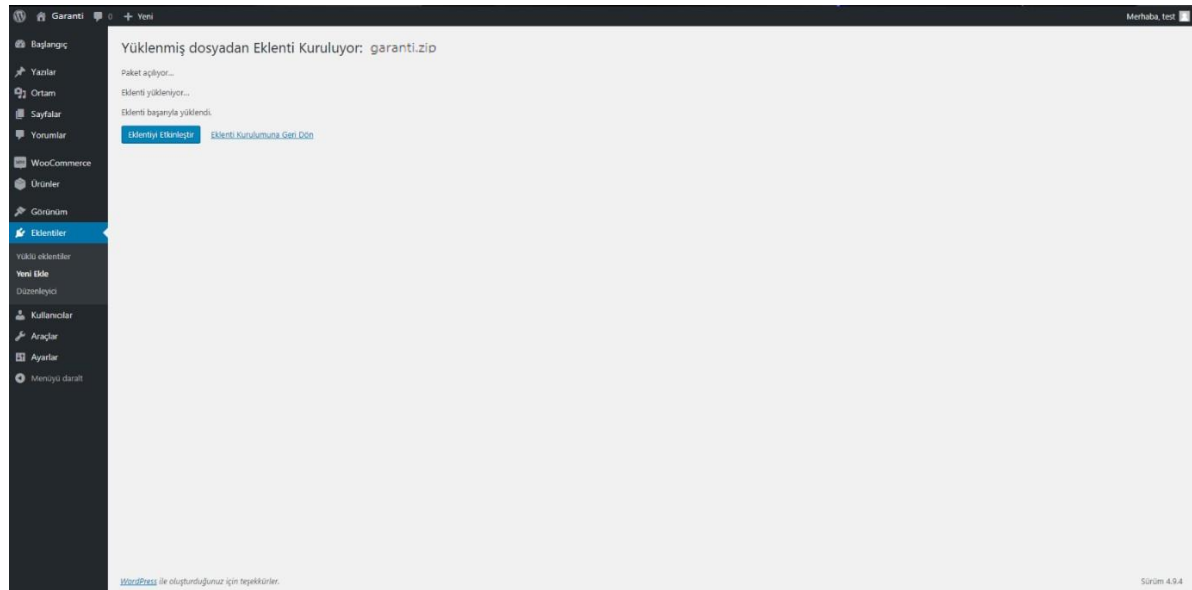 Garanti 0 + Yeni Merhaba, test
Başlangıç
Yazılar
Ortam
Sayfalar
Yorumlar
WooCommerce
Ürünler
Görünüm
Eklentiler
Yüklü eklentiler
Yeni Ekle
Düzenleyici
Kullanıcılar
Araçlar
Ayarlar
Menüyü daralt
Yüklenmiş dosyadan Eklenti Kuruluyor: garanti.zip
Paket açılıyor...
Eklenti yükleniyor...
Eklenti başarıyla yüklendi.
Eklentiyi Etkinleştir Eklenti Kurulumuna Geri Dön
WordPress ile oluşturduğunuz için teşekkürler. Sürüm 4.9.4